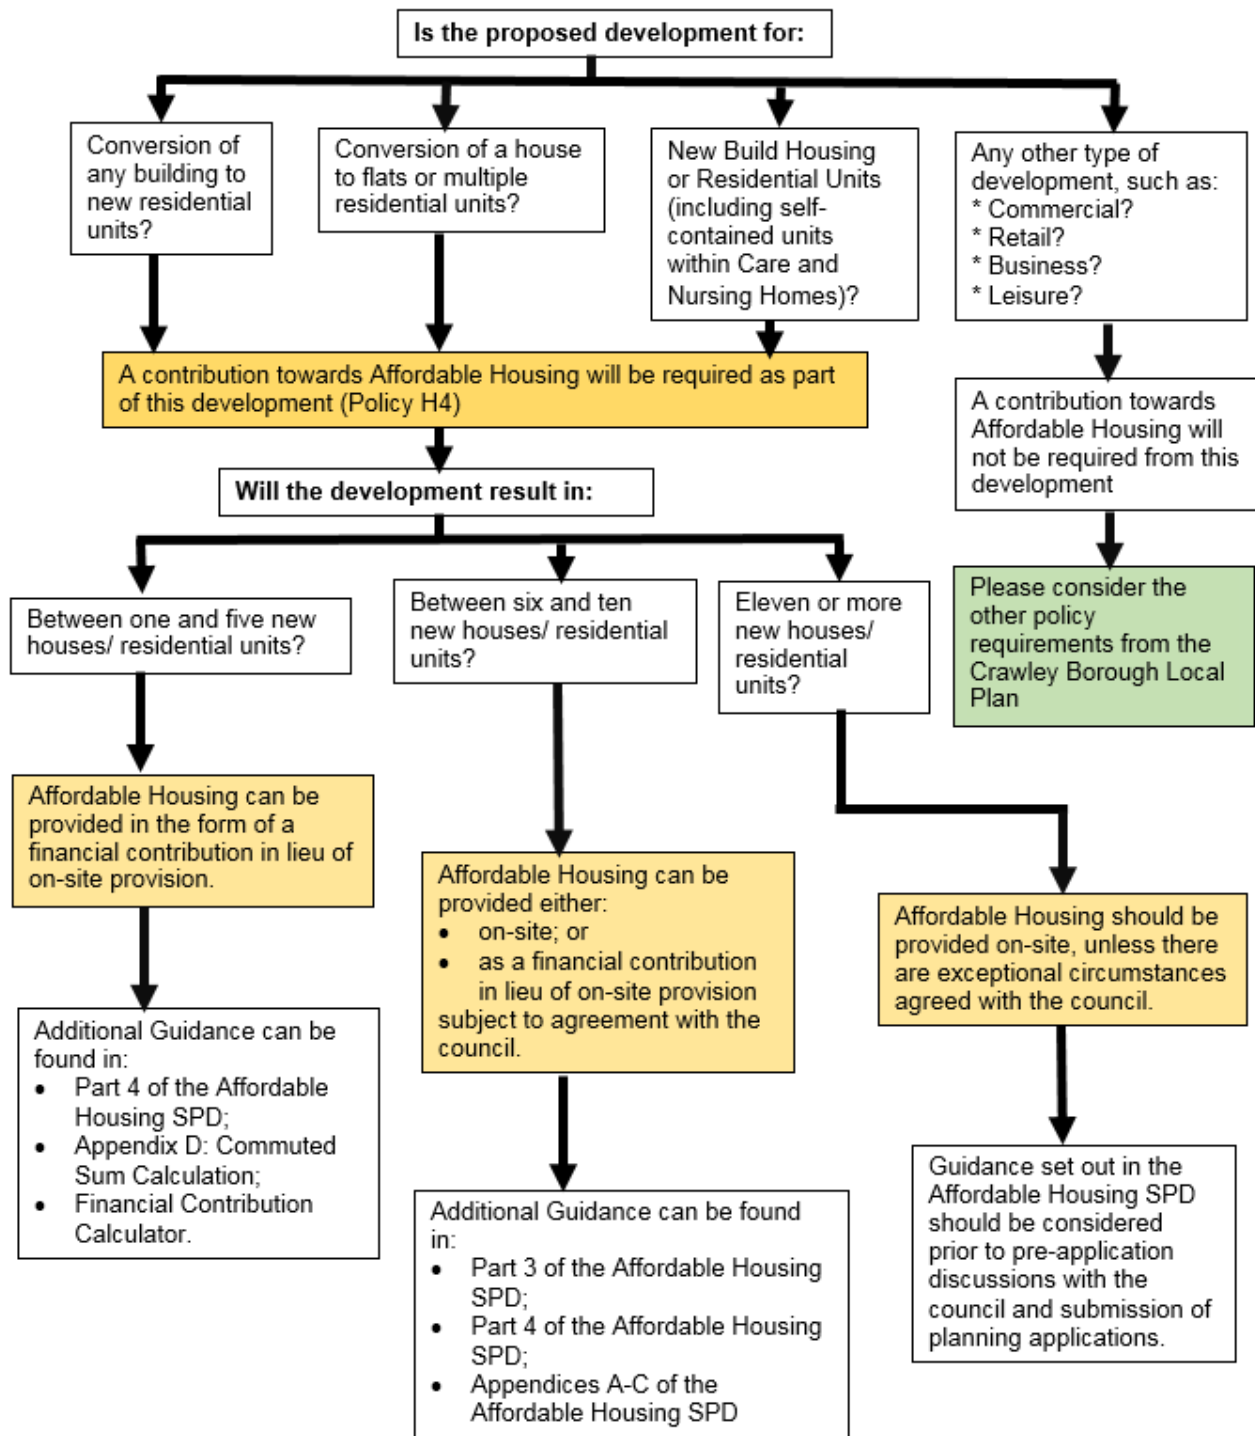 Is the proposed development for:
Conversion of
any building to
new residential
units?
Conversion of a house
to flats or multiple
residential units?
New Build Housing
or Residential Units
(including self-
contained units
within Care and
Nursing Homes)?
Any other type of
development, such as:
* Commercial?
* Retail?
* Business?
* Leisure?
A contribution towards Affordable Housing will be required as part
of this development (Policy H4)
A contribution towards
Affordable Housing will
not be required from this
development
Will the development result in:
Please consider the
other policy
requirements from the
Crawley Borough Local
Plan
Between one and five new
houses/ residential units?
Between six and ten
new houses/ residential
units?
Eleven or more
new houses/
residential
units?
Affordable Housing can be
provided in the form of a
financial contribution in lieu of
on-site provision.
Affordable Housing can be
provided either:
• on-site; or
• as a financial contribution
in lieu of on-site provision
subject to agreement with the
council.
Affordable Housing should be
provided on-site, unless there
are exceptional circumstances
agreed with the council.
Additional Guidance can be
found in:
• Part 4 of the Affordable
Housing SPD;
• Appendix D: Commuted
Sum Calculation;
• Financial Contribution
Calculator.
Additional Guidance can be found
in:
• Part 3 of the Affordable Housing
SPD;
• Part 4 of the Affordable Housing
SPD;
• Appendices A-C of the
Affordable Housing SPD
Guidance set out in the
Affordable Housing SPD
should be considered
prior to pre-application
discussions with the
council and submission of
planning applications.